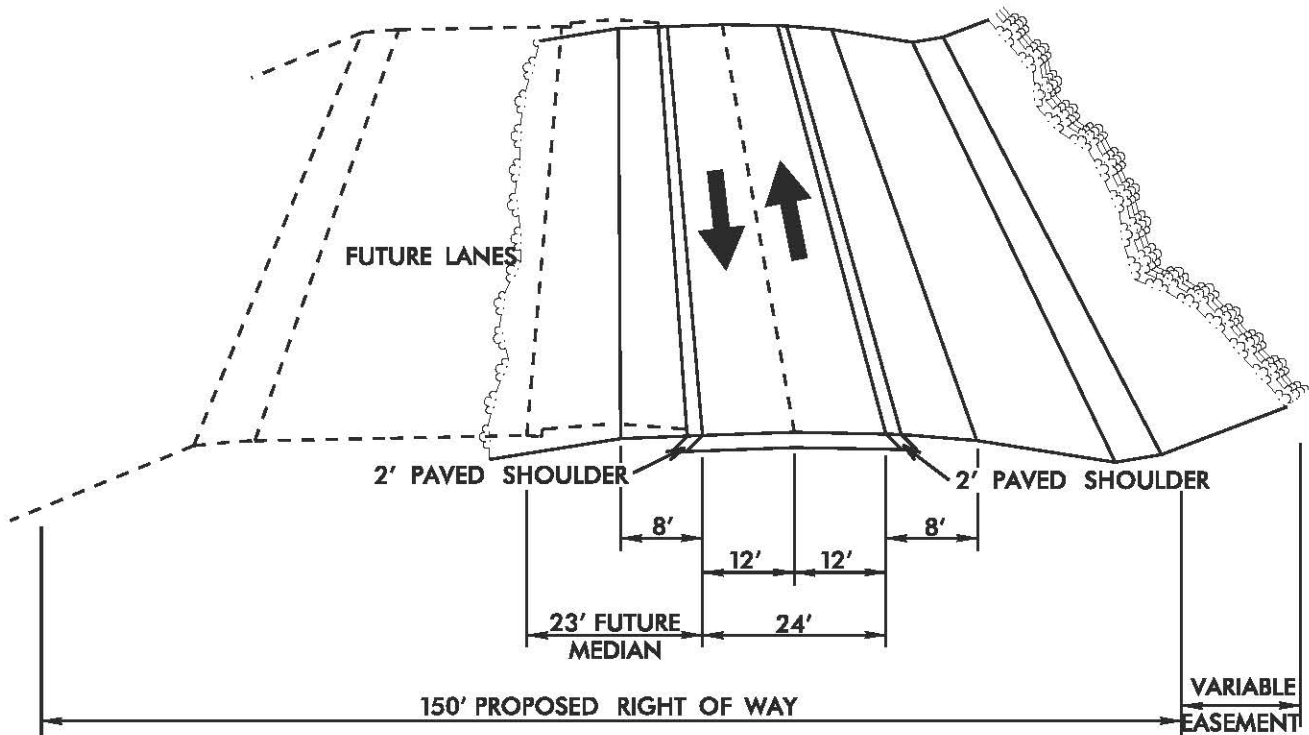 FUTURE LANES
2' PAVED SHOULDER
2' PAVED SHOULDER
8'
8'
12'
12'
23' FUTURE
MEDIAN
24'
150' PROPOSED RIGHT OF WAY
VARIABLE
EASEMENT